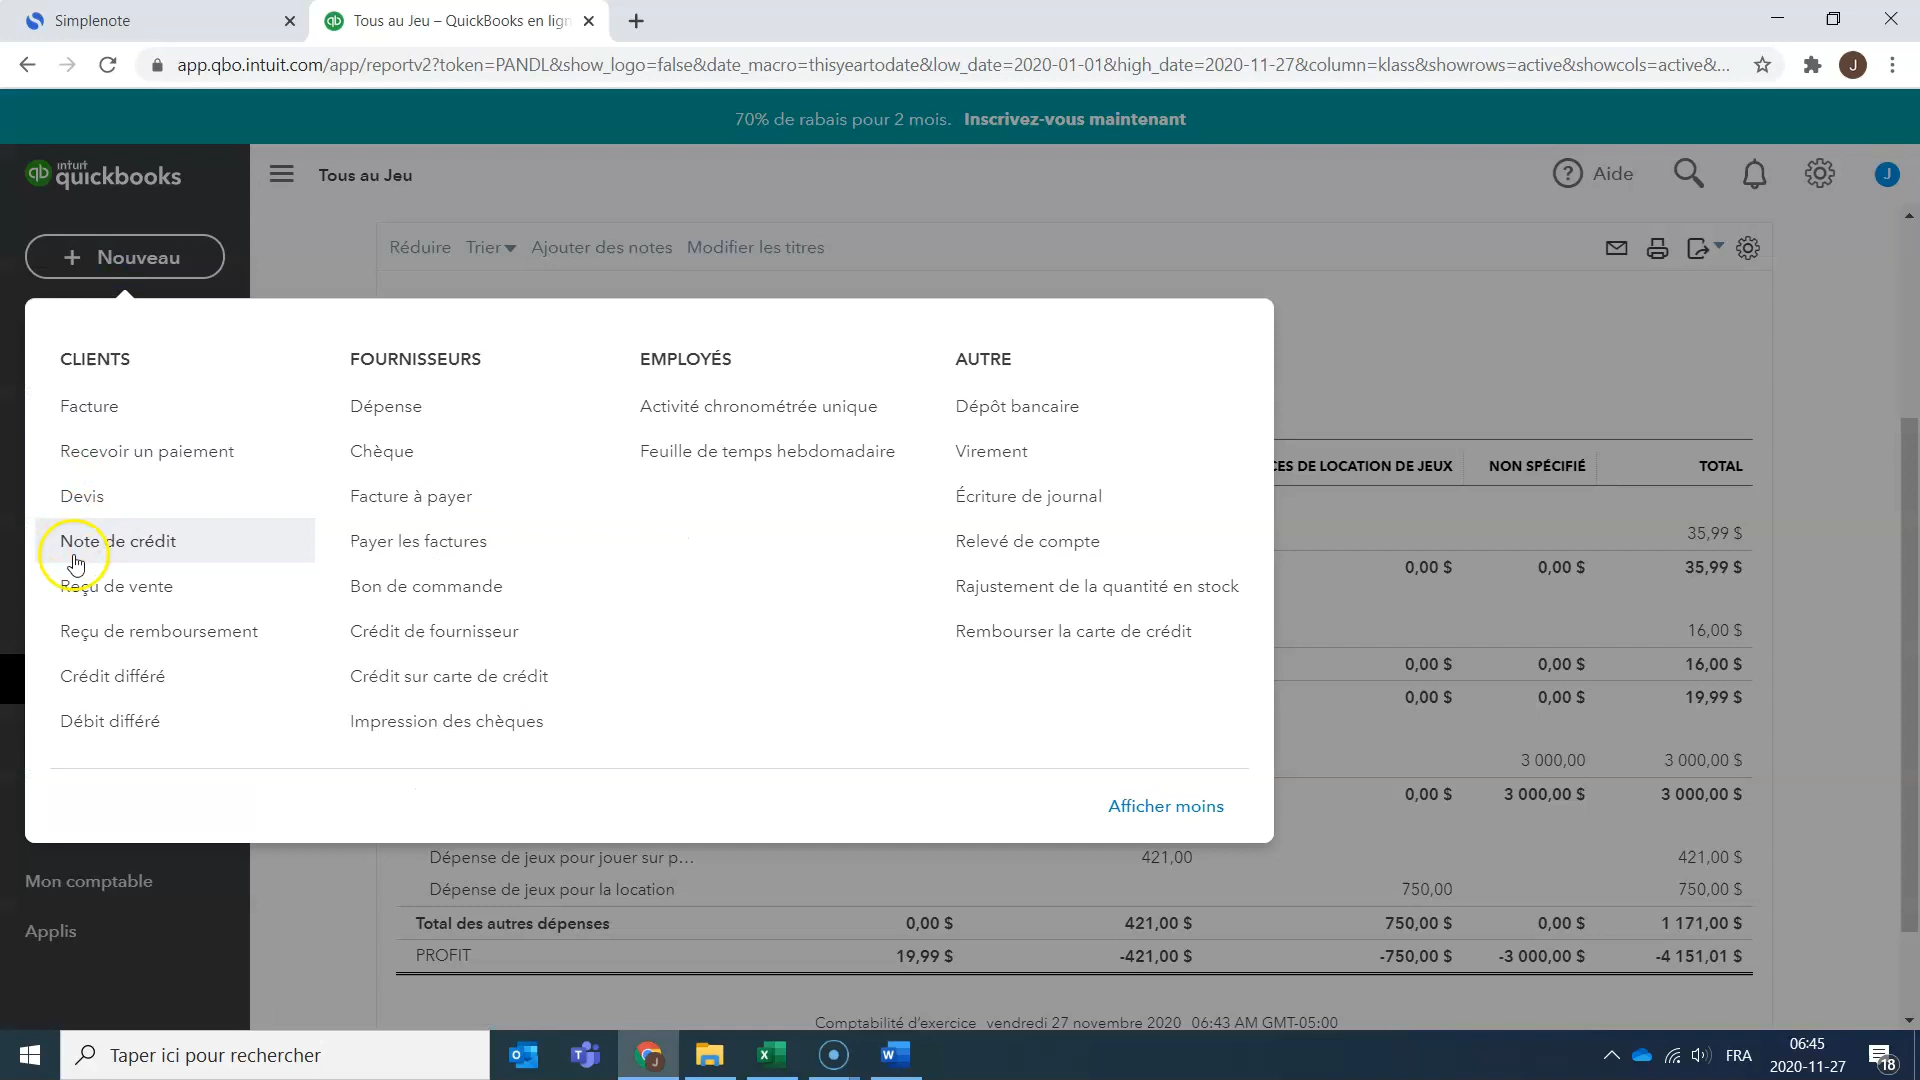 Simplenote
Tous au Jeu – QuickBooks en lign
app.qbo.intuit.com/app/reportv2?token=PANDL&show_logo=false&date_macro=thisyeartodate&low_date=2020-01-01&high_date=2020-11-27&column=klass&showrows=active&showcols=active&...
J
70% de rabais pour 2 mois. Inscrivez-vous maintenant
qb intuit quickbooks
Tous au Jeu
Aide
J
+ Nouveau
Réduire Trier Ajouter des notes Modifier les titres
CLIENTS
Facture
Recevoir un paiement
Devis
Note de crédit
Reçu de vente
Reçu de remboursement
Crédit différé
Débit différé
FOURNISSEURS
Dépense
Chèque
Facture à payer
Payer les factures
Bon de commande
Crédit de fournisseur
Crédit sur carte de crédit
Impression des chèques
EMPLOYÉS
Activité chronométrée unique
Feuille de temps hebdomadaire
AUTRE
Dépôt bancaire
Virement
Écriture de journal
Relevé de compte
Rajustement de la quantité en stock
Rembourser la carte de crédit
Afficher moins
CES DE LOCATION DE JEUX NON SPÉCIFIÉ TOTAL
35,99 $
0,00 $ 0,00 $ 35,99 $
16,00 $
0,00 $ 0,00 $ 16,00 $
0,00 $ 0,00 $ 19,99 $
3 000,00 3 000,00 $
0,00 $ 3 000,00 $ 3 000,00 $
Dépense de jeux pour jouer sur p... 421,00 421,00 $
Dépense de jeux pour la location 750,00 750,00 $
Total des autres dépenses 0,00 $ 421,00 $ 750,00 $ 0,00 $ 1 171,00 $
PROFIT 19,99 $ -421,00 $ -750,00 $ -3 000,00 $ -4 151,01 $
Comptabilité d'exercice vendredi 27 novembre 2020 06:43 AM GMT-05:00
Mon comptable
Applis
Taper ici pour rechercher
FRA
06:45
2020-11-27
18